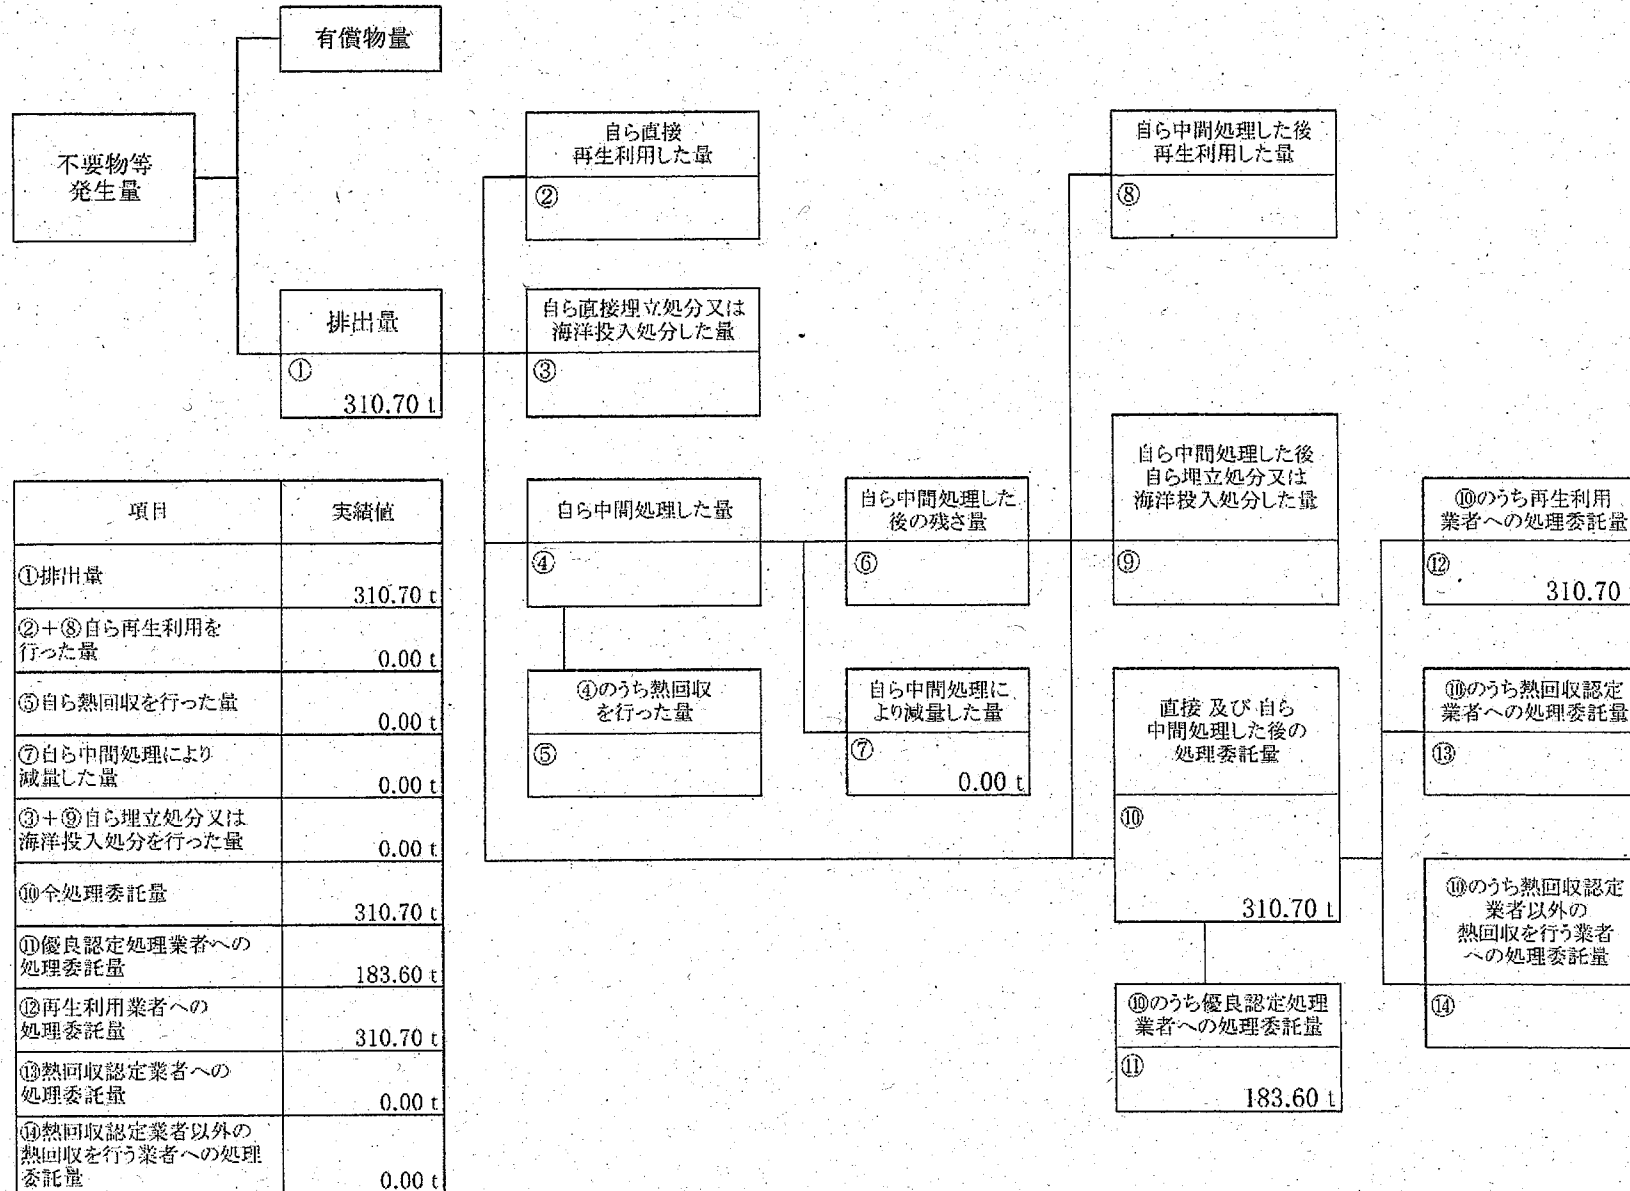 有償物量
不要物等
発生量
排出量
①
310.70 t
自ら直接
再生利用した量
②
自ら直接埋立処分又は
海洋投入処分した量
③
自ら中間処理した量
④
④のうち熱回収
を行った量
⑤
自ら中間処理した
後の残さ量
⑥
自ら中間処理に
より減量した量
⑦
0.00 t
自ら中間処理した後
再生利用した量
⑧
自ら中間処理した後
自ら埋立処分又は
海洋投入処分した量
⑨
直接 及び 自ら
中間処理した後の
処理委託量
⑩
310.70 t
⑩のうち優良認定処理
業者への処理委託量
⑪
183.60 t
⑩のうち再生利用
業者への処理委託量
⑫
310.70
⑩のうち熱回収認定
業者への処理委託量
⑬
⑩のうち熱回収認定
業者以外の
熱回収を行う業者
への処理委託量
⑭
項目 実績値
①排出量 310.70 t
②+⑧自ら再生利用を
行った量 0.00 t
⑤自ら熱回収を行った量 0.00 t
⑦自ら中間処理により
減量した量 0.00 t
③+⑨自ら埋立処分又は
海洋投入処分を行った量 0.00 t
⑩全処理委託量 310.70 t
⑪優良認定処理業者への
処理委託量 183.60 t
⑫再生利用業者への
処理委託量 310.70 t
⑬熱回収認定業者への
処理委託量 0.00 t
⑭熱回収認定業者以外の
熱回収を行う業者への処理
委託量 0.00 t